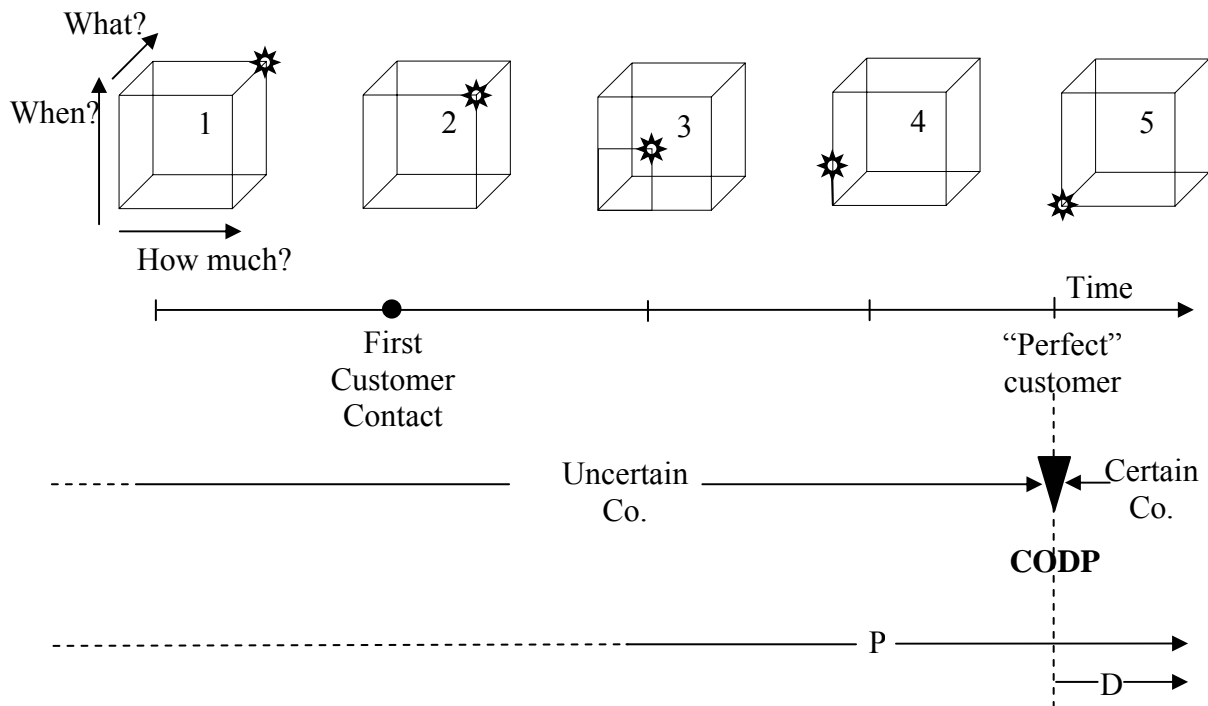 What?
When?
1
2
3
4
5
How much?
Time
First
Customer
Contact
“Perfect”
customer
Uncertain
Co.
Certain
Co.
CODP
P
D